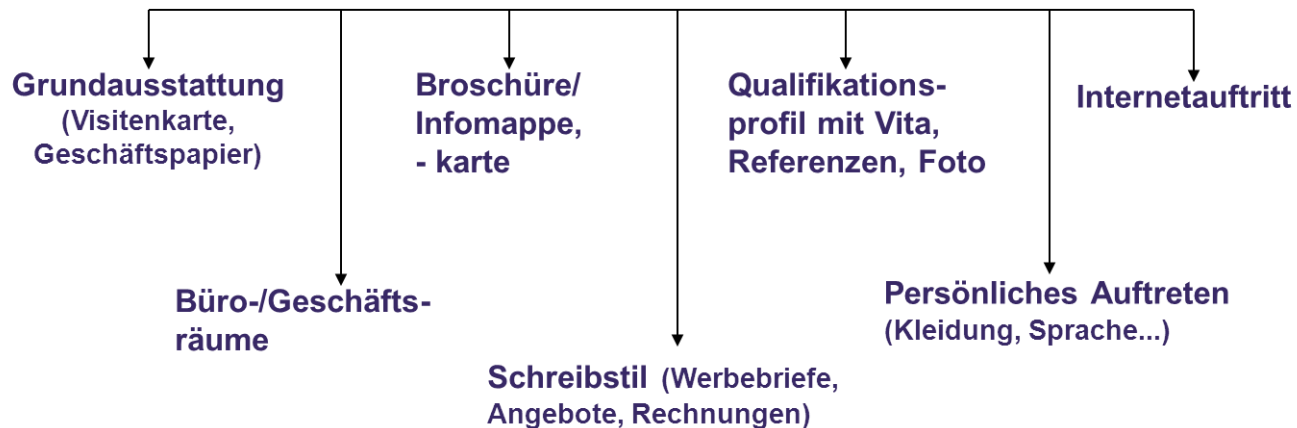 Grundausstattung
(Visitenkarte,
Geschäftspapier)
Büro-/Geschäfts-
räume
Broschüre/
Infomappe,
- karte
Schreibstil (Werbebriefe,
Angebote, Rechnungen)
Qualifikations-
profil mit Vita,
Referenzen, Foto
Persönliches Auftreten
(Kleidung, Sprache...)
Internetauftritt